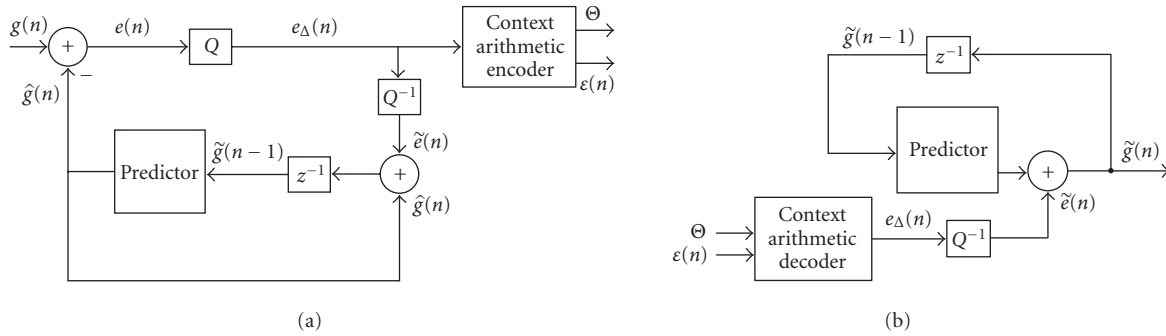 g(n)
+
−
e(n)
Q
e_Δ(n)
Context
arithmetic
encoder
Θ
ε(n)
ĝ(n)
Q⁻¹
ẽ(n)
Predictor
g̃(n−1)
z⁻¹
+
ĝ(n)
(a)
g̃(n−1)
z⁻¹
Predictor
+
g̃(n)
ẽ(n)
Θ
ε(n)
Context
arithmetic
decoder
e_Δ(n)
Q⁻¹
(b)